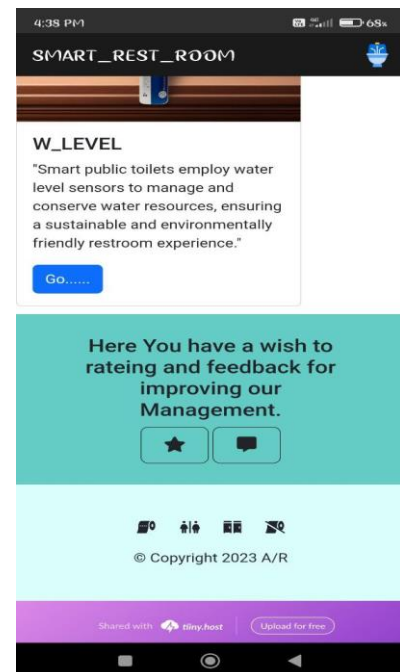 4:38 PM 68%
SMART_REST_ROOM
W_LEVEL
"Smart public toilets employ water
level sensors to manage and
conserve water resources, ensuring
a sustainable and environmentally
friendly restroom experience."
Go......
Here You have a wish to
rateing and feedback for
improving our
Management.
© Copyright 2023 A/R
Shared with tiiny.host Upload for free